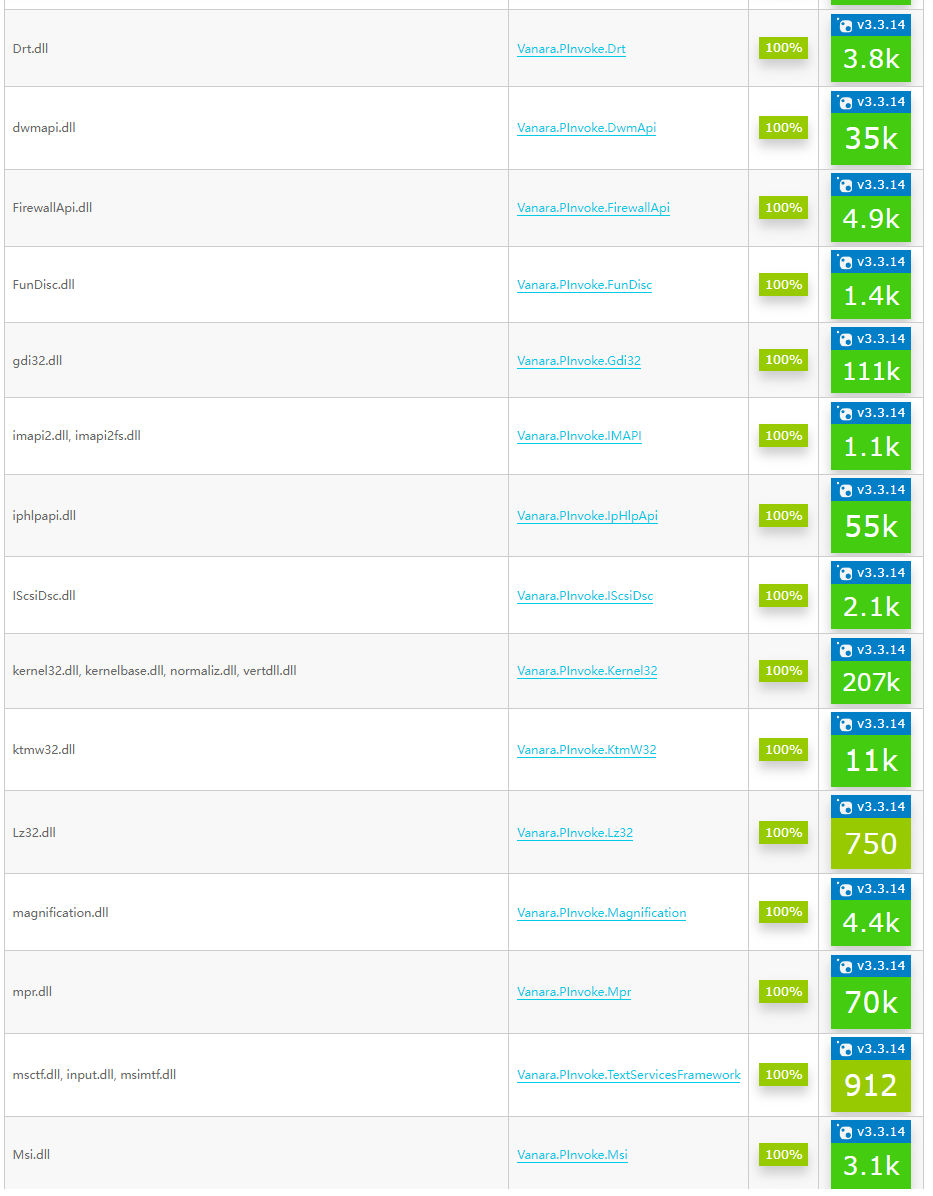 v3.3.14
Drt.dll Vanara.PInvoke.Drt 100% 3.8k
v3.3.14
dwmapi.dll Vanara.PInvoke.DwmApi 100% 35k
v3.3.14
FirewallApi.dll Vanara.PInvoke.FirewallApi 100% 4.9k
v3.3.14
FunDisc.dll Vanara.PInvoke.FunDisc 100% 1.4k
v3.3.14
gdi32.dll Vanara.PInvoke.Gdi32 100% 111k
v3.3.14
imapi2.dll, imapi2fs.dll Vanara.PInvoke.IMAPI 100% 1.1k
v3.3.14
iphlpapi.dll Vanara.PInvoke.IpHlpApi 100% 55k
v3.3.14
IScsiDsc.dll Vanara.PInvoke.IScsiDsc 100% 2.1k
v3.3.14
kernel32.dll, kernelbase.dll, normaliz.dll, vertdll.dll Vanara.PInvoke.Kernel32 100% 207k
v3.3.14
ktmw32.dll Vanara.PInvoke.KtmW32 100% 11k
v3.3.14
Lz32.dll Vanara.PInvoke.Lz32 100% 750
v3.3.14
magnification.dll Vanara.PInvoke.Magnification 100% 4.4k
v3.3.14
mpr.dll Vanara.PInvoke.Mpr 100% 70k
v3.3.14
msctf.dll, input.dll, msimtf.dll Vanara.PInvoke.TextServicesFramework 100% 912
v3.3.14
Msi.dll Vanara.PInvoke.Msi 100% 3.1k